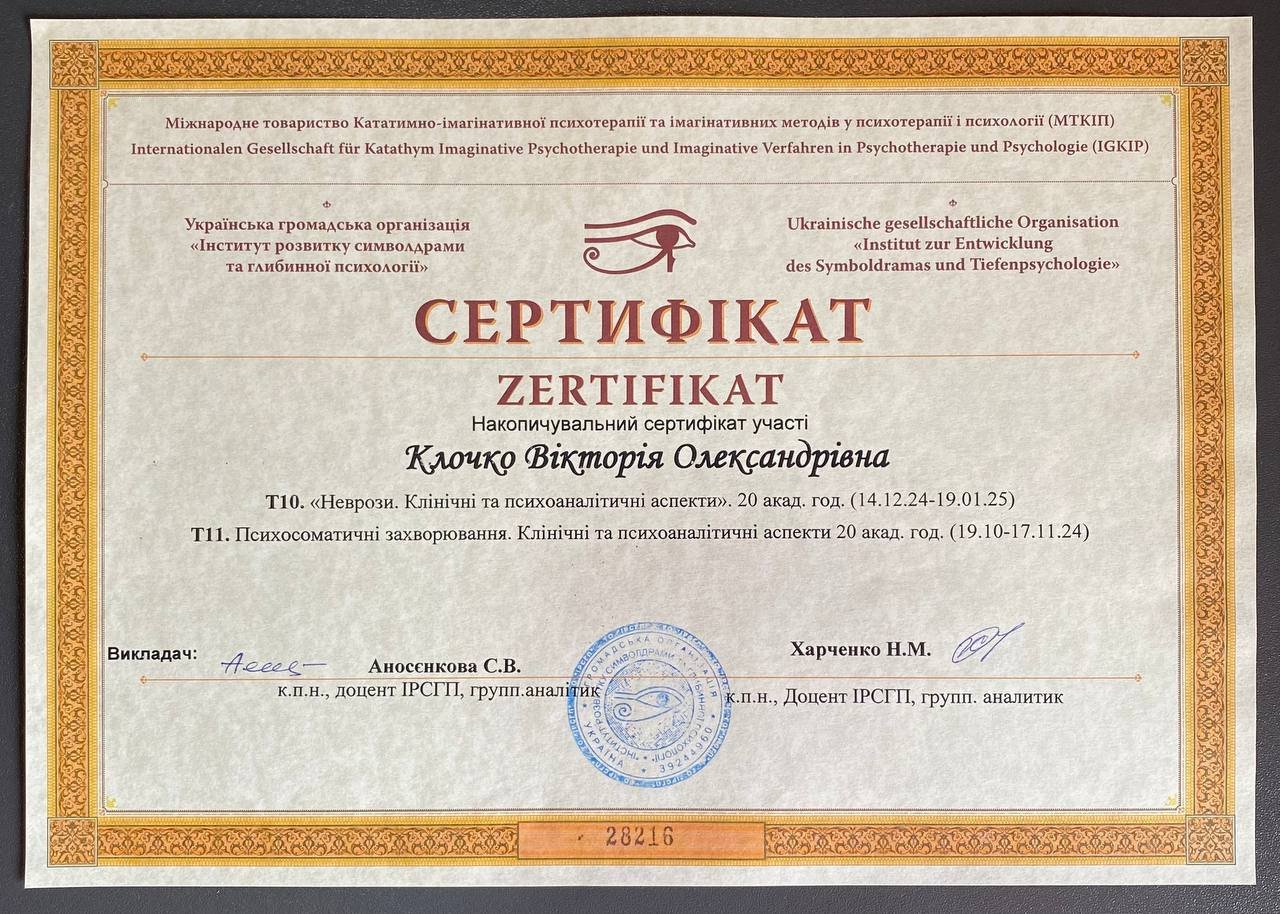 Міжнародне товариство Кататимно-імагінативної психотерапії та імагінативних методів у психотерапії і психології (МТКІП)
Internationalen Gesellschaft für Katathym Imaginative Psychotherapie und Imaginative Verfahren in Psychotherapie und Psychologie (IGKIP)
Українська громадська організація
«Інститут розвитку символдрами
та глибинної психології»
Ukrainische gesellschaftliche Organisation
«Institut zur Entwicklung
des Symboldramas und Tiefenpsychologie»
СЕРТИФІКАТ
ZERTIFIKAT
Накопичувальний сертифікат участі
Клочко Вікторія Олександрівна
Т10. «Неврози. Клінічні та психоаналітичні аспекти». 20 акад. год. (14.12.24-19.01.25)
Т11. Психосоматичні захворювання. Клінічні та психоаналітичні аспекти 20 акад. год. (19.10-17.11.24)
Викладач:
Аносєнкова С.В.
к.п.н., доцент ІРСГП, групп.аналітик
Харченко Н.М.
к.п.н., Доцент ІРСГП, групп. аналитик
ГРОМАДСЬКА ОРГАНІЗАЦІЯ
УКРАЇНА * 39244960
28216